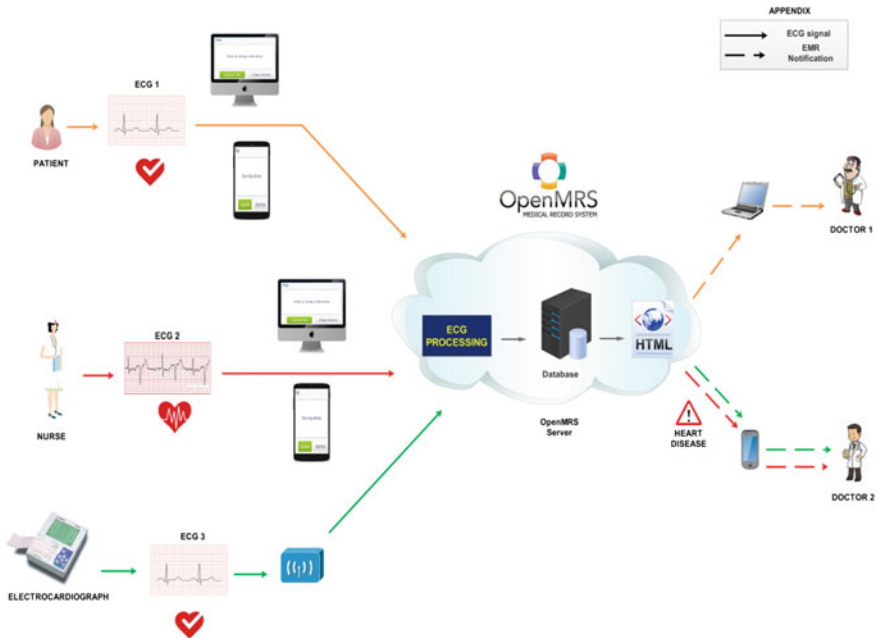 APPENDIX
ECG signal
EMR
Notification
ECG 1
PATIENT
OpenMRS
MEDICAL RECORD SYSTEM
DOCTOR 1
ECG 2
NURSE
ECG
PROCESSING
Database
HTML
OpenMRS
Server
HEART
DISEASE
DOCTOR 2
ECG 3
ELECTROCARDIOGRAPH